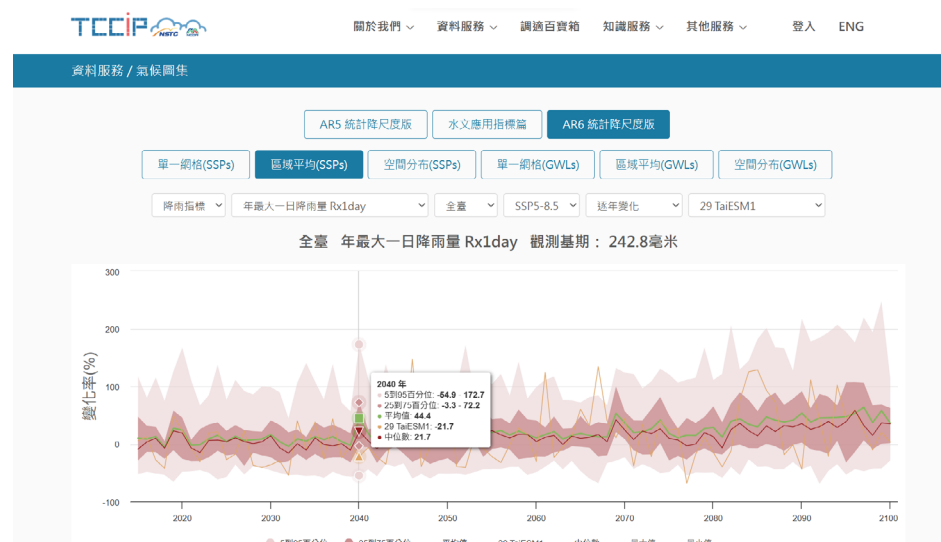 TCCiP NSTC
關於我們 資料服務 調適百寶箱 知識服務 其他服務 登入 ENG
資料服務 / 氣候圖集
AR5 統計降尺度版 水文應用指標篇 AR6 統計降尺度版
單一網格(SSPs) 區域平均(SSPs) 空間分布(SSPs) 單一網格(GWLs) 區域平均(GWLs) 空間分布(GWLs)
降雨指標 年最大一日降雨量 Rx1day 全臺 SSP5-8.5 逐年變化 29 TaiESM1
全臺 年最大一日降雨量 Rx1day 觀測基期： 242.8毫米
300
200
100
0
-100
變化率(%)
2040 年
5到95百分位: -54.9 - 172.7
25到75百分位: -3.3 - 72.2
平均值: 44.4
29 TaiESM1: -21.7
中位數: 21.7
2020 2030 2040 2050 2060 2070 2080 2090 2100